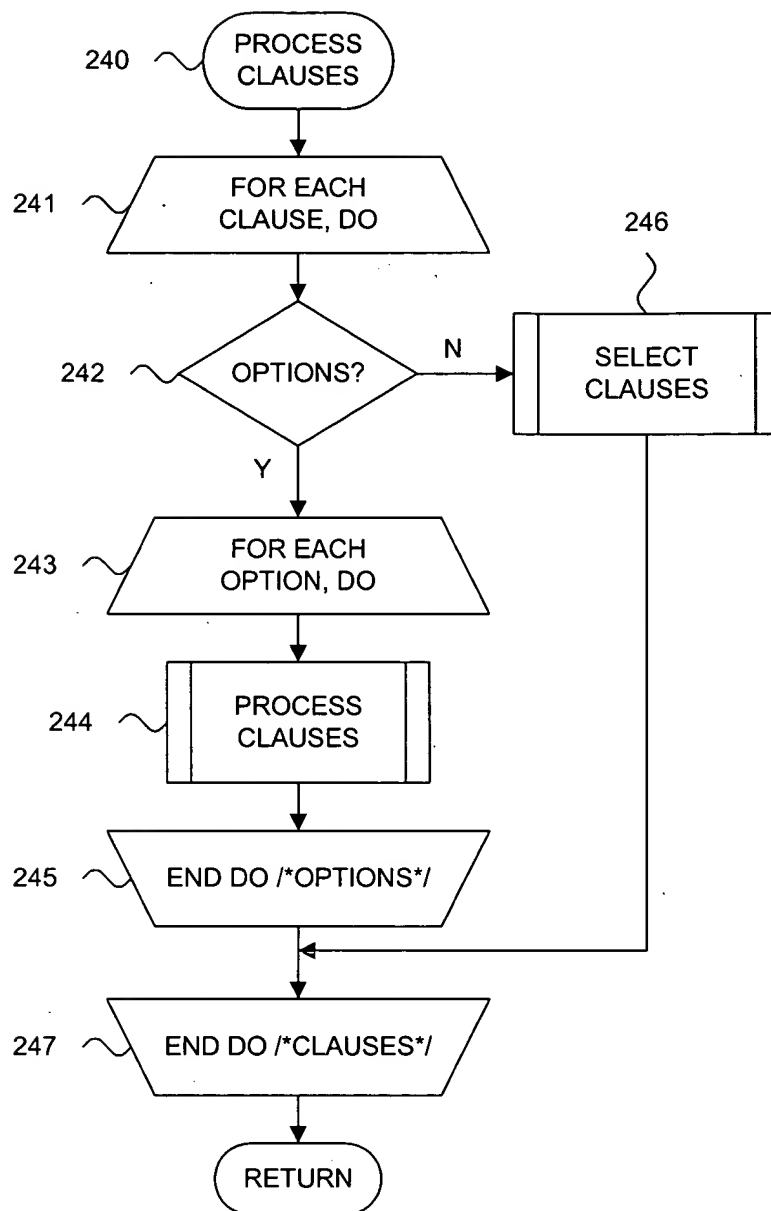 240
PROCESS
CLAUSES
241
FOR EACH
CLAUSE, DO
246
242
OPTIONS?
N
SELECT
CLAUSES
Y
243
FOR EACH
OPTION, DO
244
PROCESS
CLAUSES
245
END DO /*OPTIONS*/
247
END DO /*CLAUSES*/
RETURN